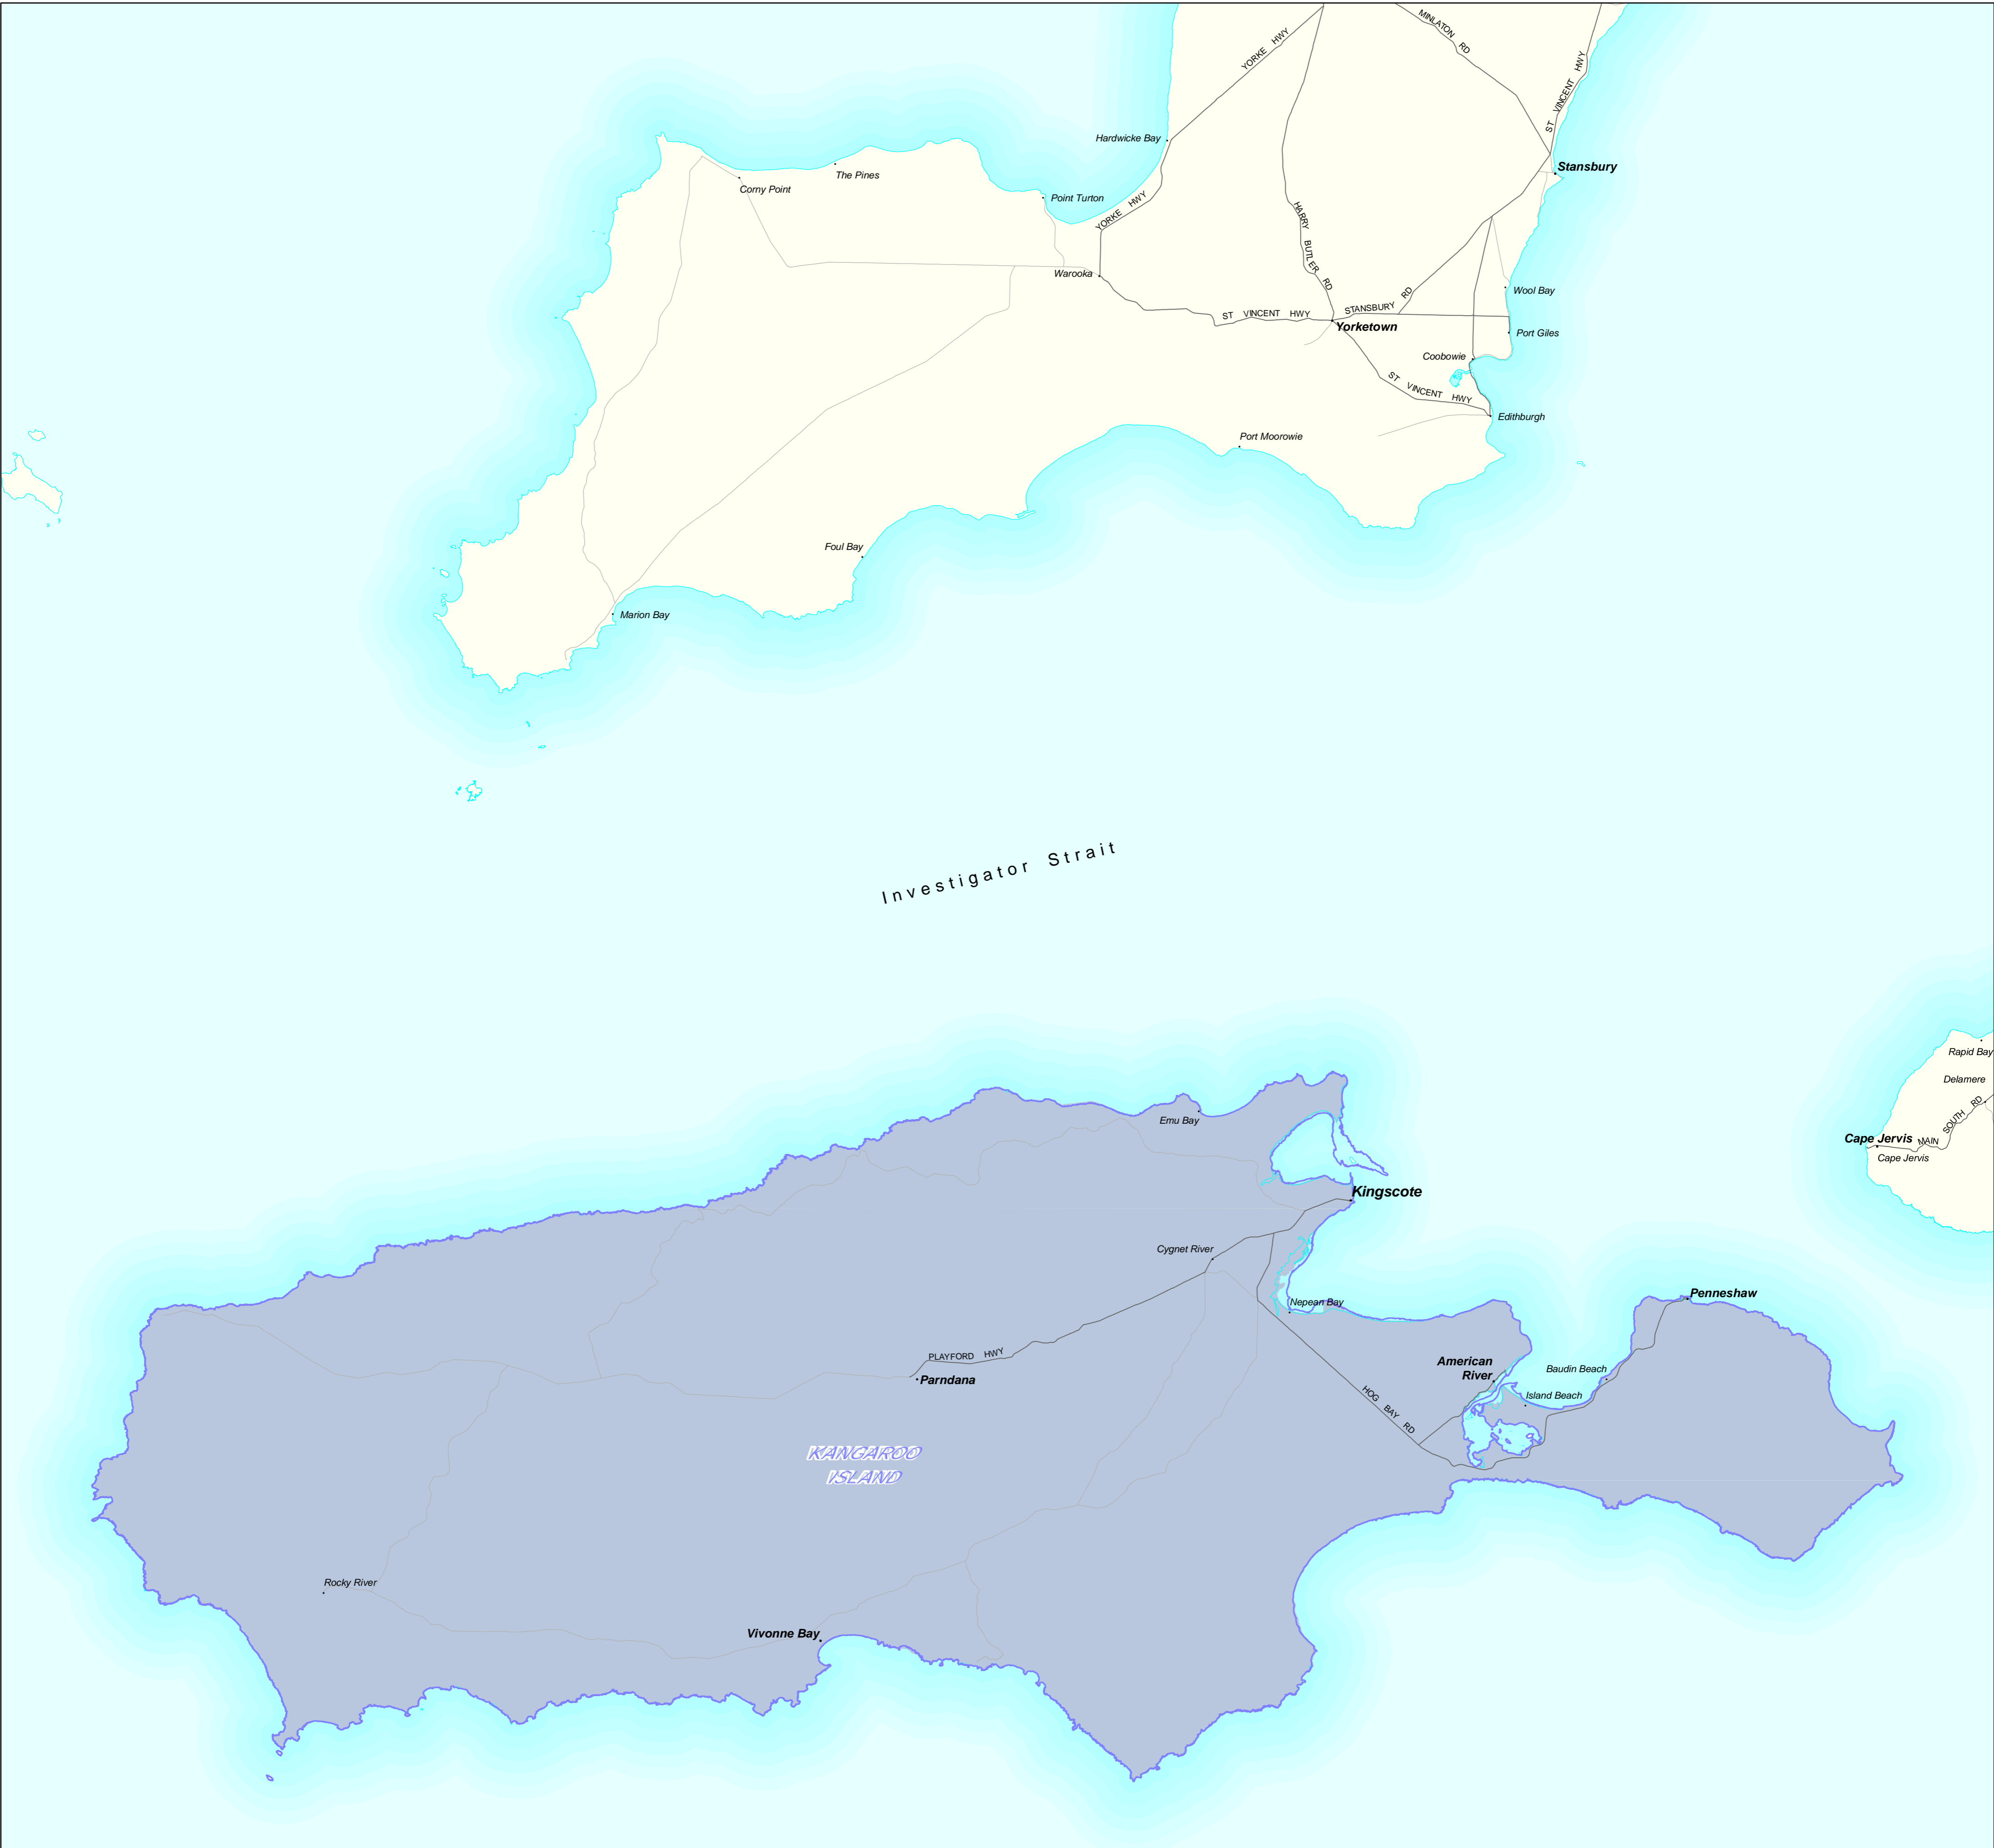 MINLATON RD
YORKE HWY
ST VINCENT HWY
Hardwicke Bay
Stansbury
The Pines
Corny Point
Point Turton
YORKE HWY
HARRY BUTLER RD
Warooka
Wool Bay
STANSBURY RD
ST VINCENT HWY
Yorketown
Port Giles
Coobowie
ST VINCENT HWY
Edithburgh
Port Moorowie
Foul Bay
Marion Bay
Investigator Strait
Rapid Bay
Delamere
Emu Bay
MAIN SOUTH RD
Cape Jervis
Cape Jervis
Kingscote
Cygnet River
Penneshaw
Nepean Bay
PLAYFORD HWY
American
River
Baudin Beach
Parndana
Island Beach
HOG BAY RD
KANGAROO
ISLAND
Rocky River
Vivonne Bay